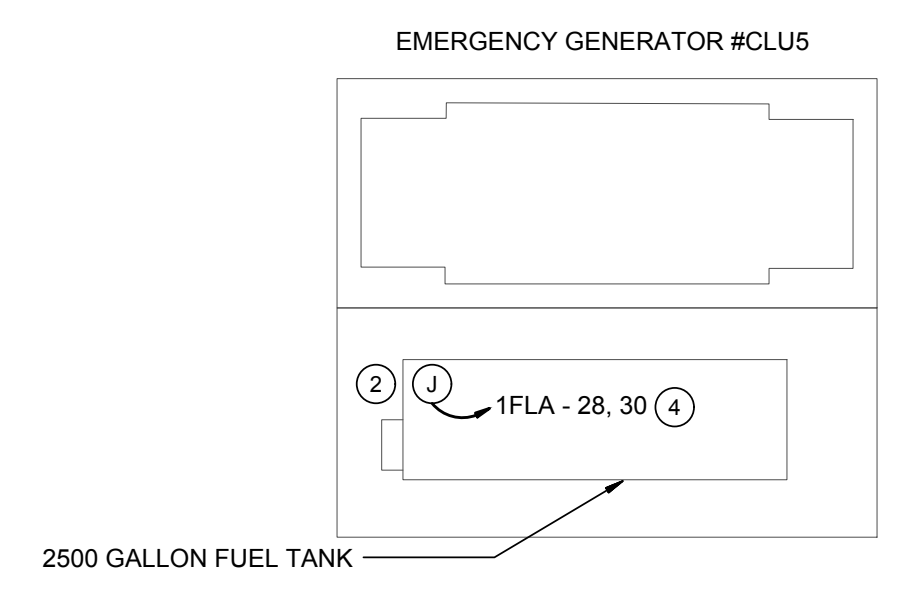 EMERGENCY GENERATOR #CLU5
2 J
1FLA - 28, 30 4
2500 GALLON FUEL TANK